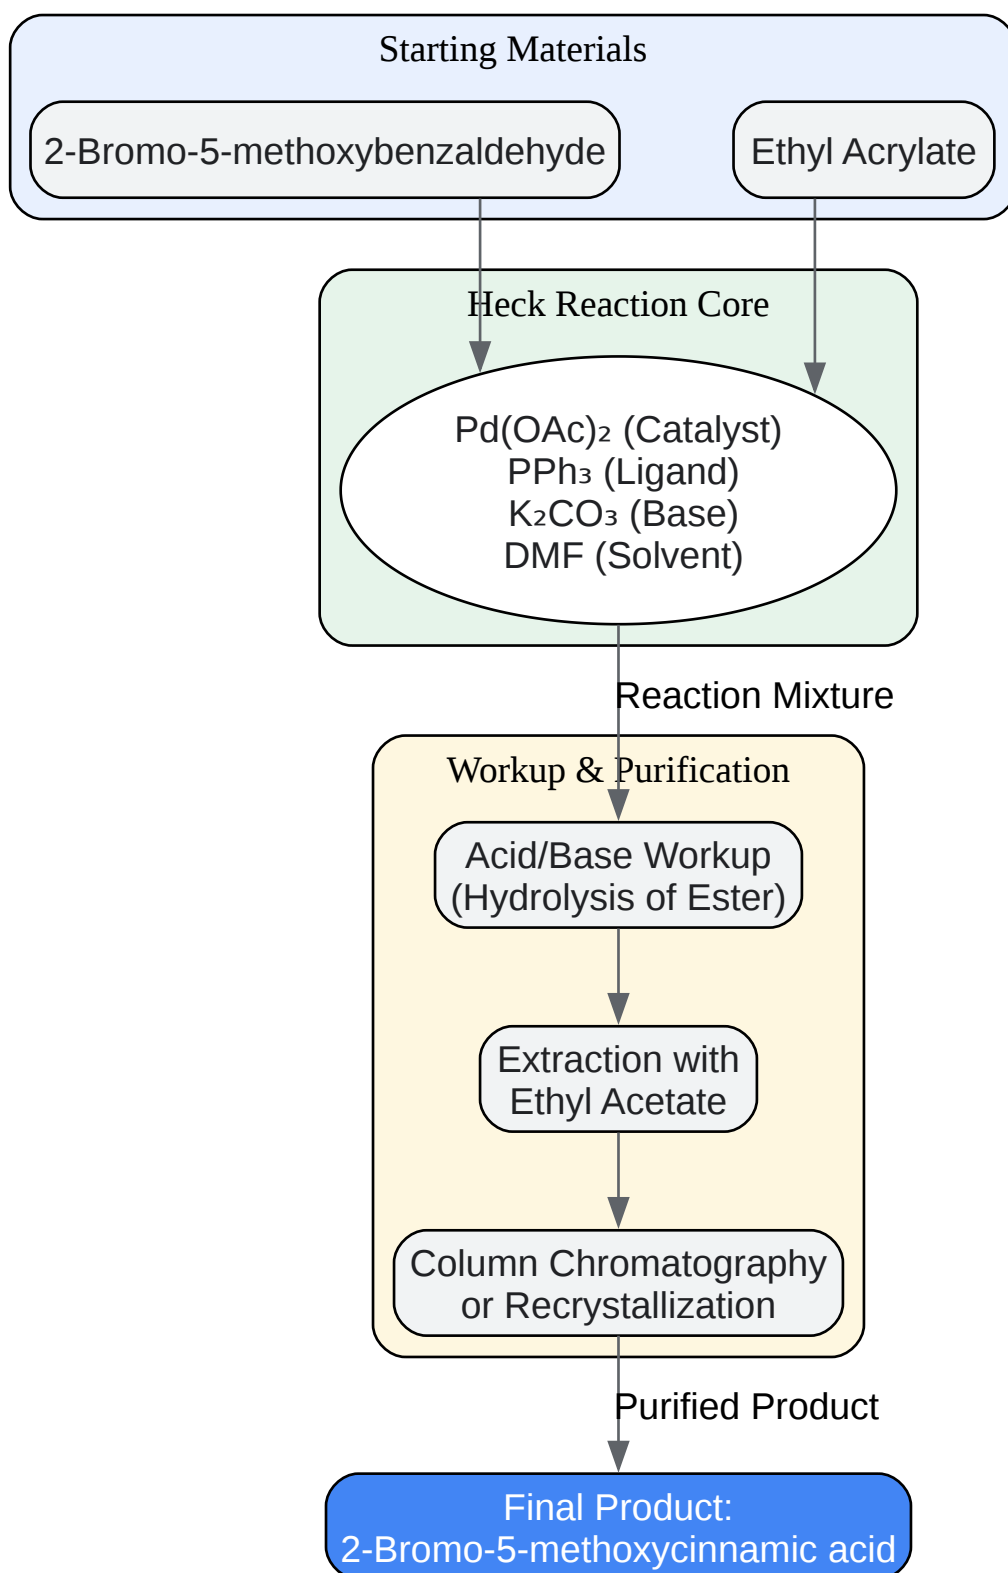 Starting Materials
2-Bromo-5-methoxybenzaldehyde
Ethyl Acrylate
Heck Reaction Core
Pd(OAc)₂ (Catalyst)
PPh₃ (Ligand)
K₂CO₃ (Base)
DMF (Solvent)
Reaction Mixture
Workup & Purification
Acid/Base Workup
(Hydrolysis of Ester)
Extraction with
Ethyl Acetate
Column Chromatography
or Recrystallization
Purified Product
Final Product:
2-Bromo-5-methoxycinnamic acid